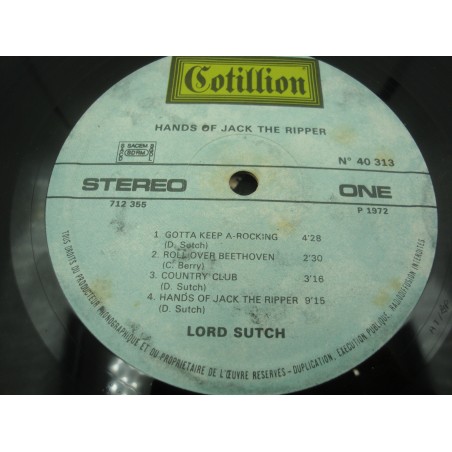 Cotillion
HANDS OF JACK THE RIPPER
SACEM
N° 40 313
STEREO
ONE
712 355
P 1972
1. GOTTA KEEP A-ROCKING 4'28
(D. Sutch)
2. ROLL OVER BEETHOVEN 2'30
(C. Berry)
3. COUNTRY CLUB 3'16
(D. Sutch)
4. HANDS OF JACK THE RIPPER 9'15
(D. Sutch)
LORD SUTCH
TOUS DROITS DU PRODUCTEUR PHONOGRAPHIQUE ET DU PROPRIETAIRE DE L'ŒUVRE RESERVES - DUPLICATION, EXECUTION PUBLIQUE, RADIODIFFUSION INTERDITES